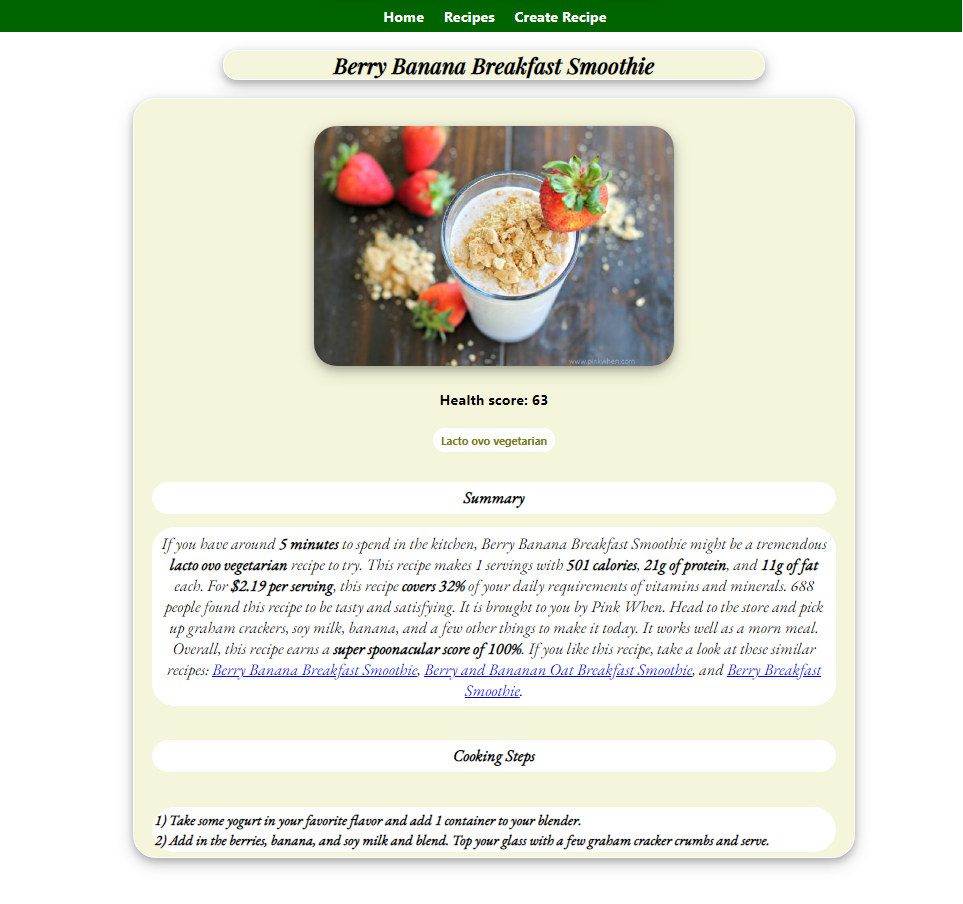 Home Recipes Create Recipe
Berry Banana Breakfast Smoothie
www.pinkwhen.com
Health score: 63
Lacto ovo vegetarian
Summary
If you have around 5 minutes to spend in the kitchen, Berry Banana Breakfast Smoothie might be a tremendous
lacto ovo vegetarian recipe to try. This recipe makes 1 servings with 501 calories, 21g of protein, and 11g of fat
each. For $2.19 per serving, this recipe covers 32% of your daily requirements of vitamins and minerals. 688
people found this recipe to be tasty and satisfying. It is brought to you by Pink When. Head to the store and pick
up graham crackers, soy milk, banana, and a few other things to make it today. It works well as a morn meal.
Overall, this recipe earns a super spoonacular score of 100%. If you like this recipe, take a look at these similar
recipes: Berry Banana Breakfast Smoothie, Berry and Bananan Oat Breakfast Smoothie, and Berry Breakfast
Smoothie.
Cooking Steps
1) Take some yogurt in your favorite flavor and add 1 container to your blender.
2) Add in the berries, banana, and soy milk and blend. Top your glass with a few graham cracker crumbs and serve.